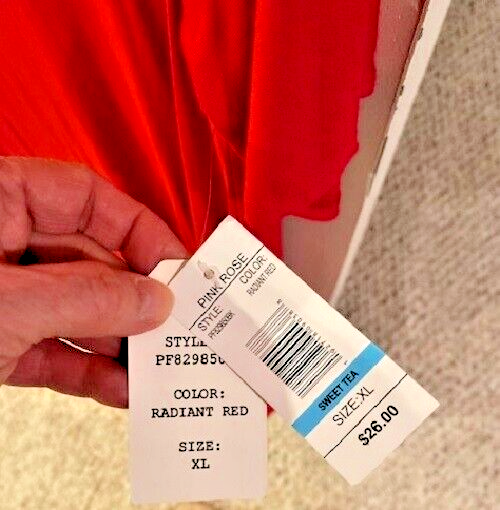 PINK ROSE
STYLE: COLOR:
RADIANT RED
SWEET TEA
SIZE:XL
$26.00
STYLE
PF829850
COLOR:
RADIANT RED
SIZE:
XL